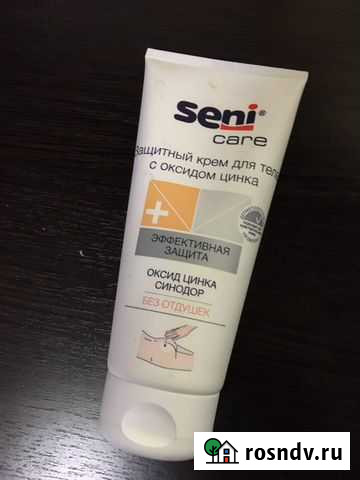 seni®
care
Защитный крем для тела
с оксидом цинка
ЭФФЕКТИВНАЯ
ЗАЩИТА
ОКСИД ЦИНКА
СИНОДОР
БЕЗ ОТДУШЕК
rosndv.ru